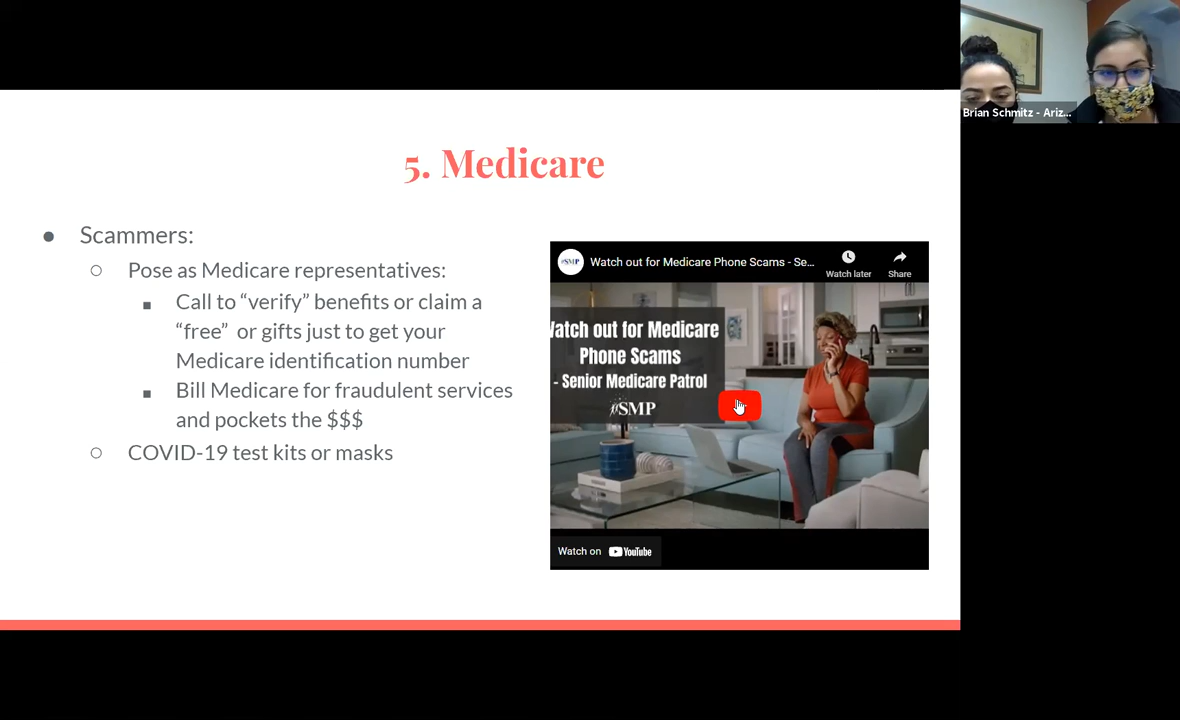 Brian Schmitz - Ariz...
5. Medicare
● Scammers:
○ Pose as Medicare representatives:
■ Call to “verify” benefits or claim a
“free” or gifts just to get your
Medicare identification number
■ Bill Medicare for fraudulent services
and pockets the $$$
○ COVID-19 test kits or masks
SMP
Watch out for Medicare Phone Scams - Se...
Watch later
Share
Watch out for Medicare
Phone Scams
- Senior Medicare Patrol
SMP
Watch on YouTube